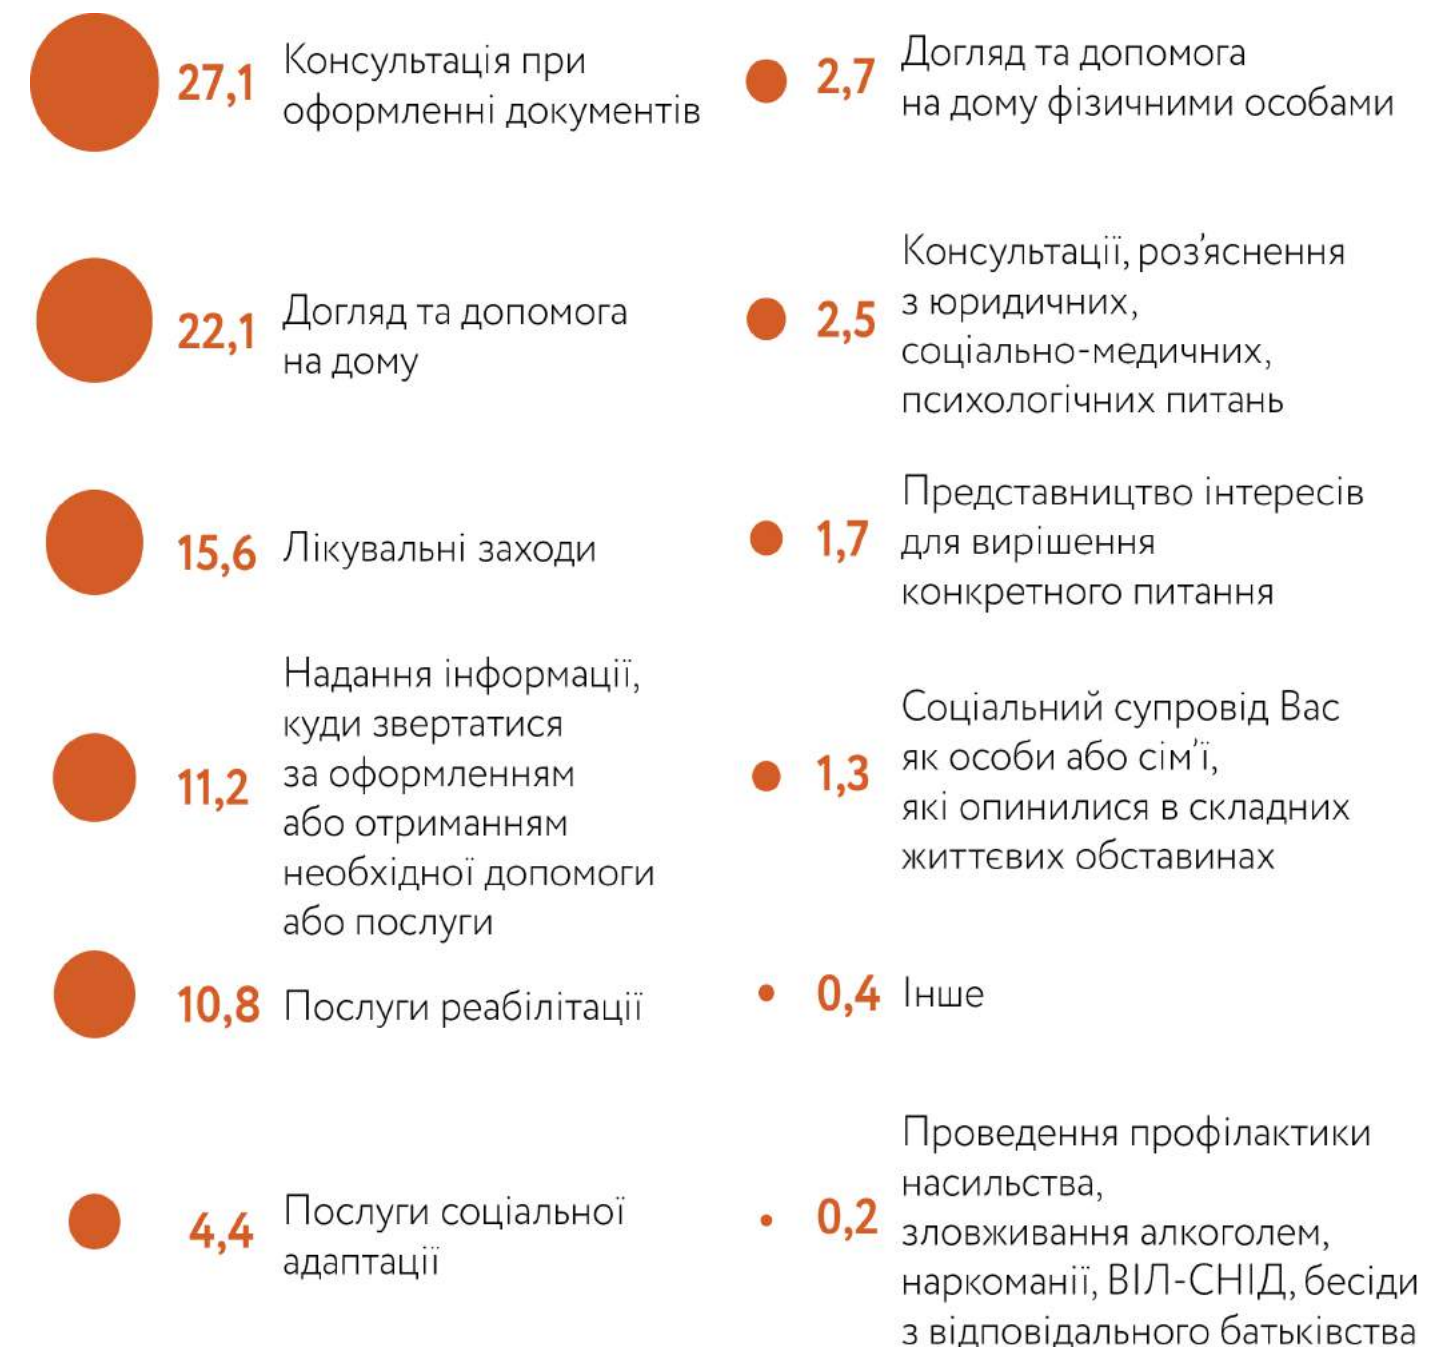 27,1
Консультація при
оформленні документів
22,1
Догляд та допомога
на дому
15,6
Лікувальні заходи
11,2
Надання інформації,
куди звертатися
за оформленням
або отриманням
необхідної допомоги
або послуги
10,8
Послуги реабілітації
4,4
Послуги соціальної
адаптації
2,7
Догляд та допомога
на дому фізичними особами
2,5
Консультації, роз’яснення
з юридичних,
соціально-медичних,
психологічних питань
1,7
Представництво інтересів
для вирішення
конкретного питання
1,3
Соціальний супровід Вас
як особи або сім’ї,
які опинилися в складних
життєвих обставинах
0,4
Інше
0,2
Проведення профілактики
насильства,
зловживання алкоголем,
наркоманії, ВІЛ-СНІД, бесіди
з відповідального батьківства